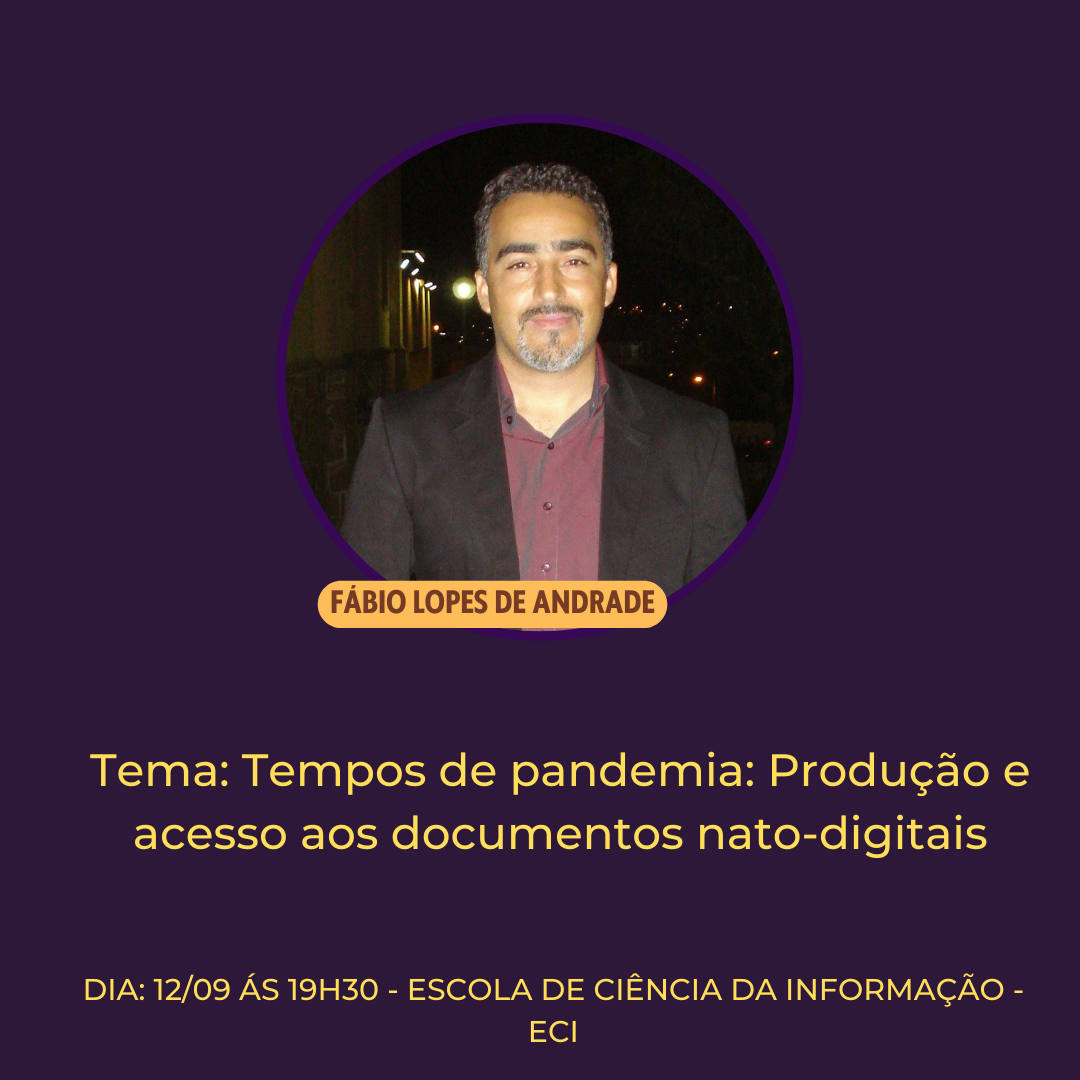 FÁBIO LOPES DE ANDRADE
Tema: Tempos de pandemia: Produção e
acesso aos documentos nato-digitais
DIA: 12/09 ÁS 19H30 - ESCOLA DE CIÊNCIA DA INFORMAÇÃO -
ECI